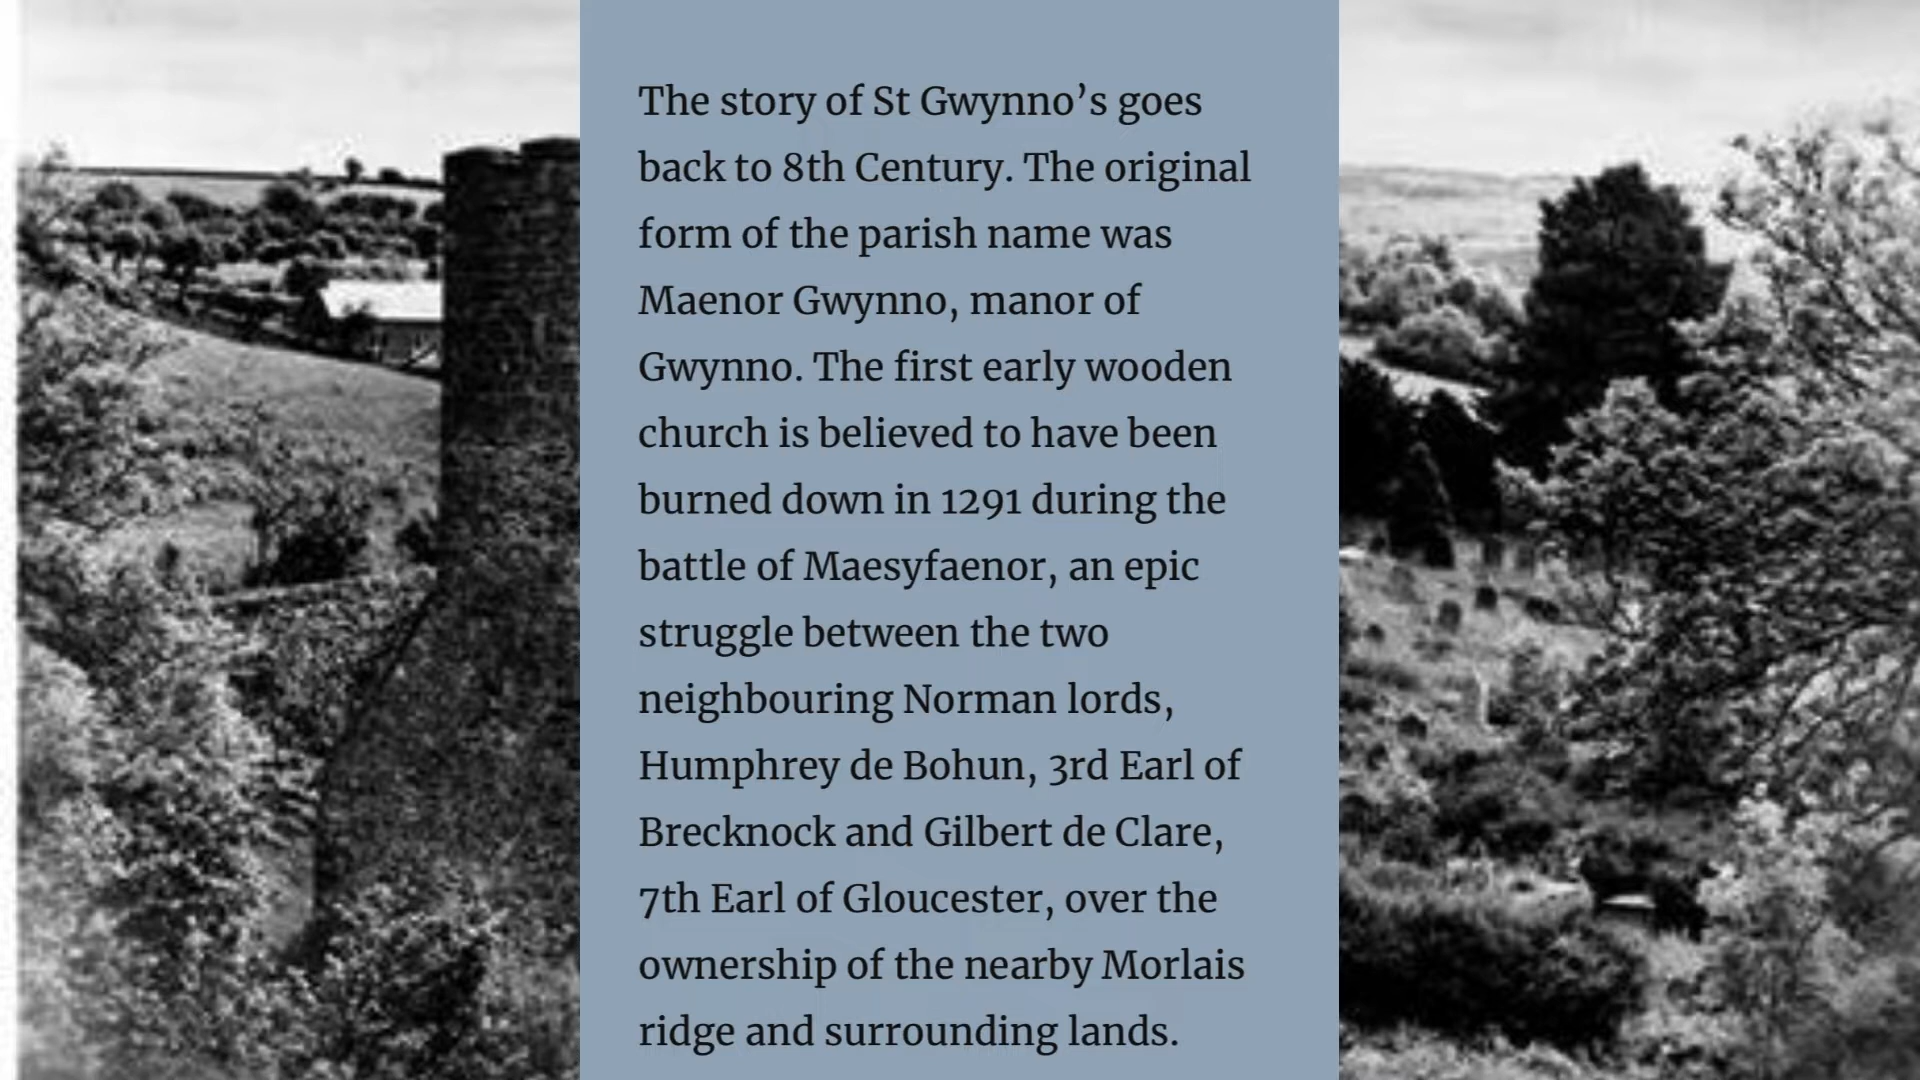 The story of St Gwynno’s goes
back to 8th Century. The original
form of the parish name was
Maenor Gwynno, manor of
Gwynno. The first early wooden
church is believed to have been
burned down in 1291 during the
battle of Maesyfaenor, an epic
struggle between the two
neighbouring Norman lords,
Humphrey de Bohun, 3rd Earl of
Brecknock and Gilbert de Clare,
7th Earl of Gloucester, over the
ownership of the nearby Morlais
ridge and surrounding lands.